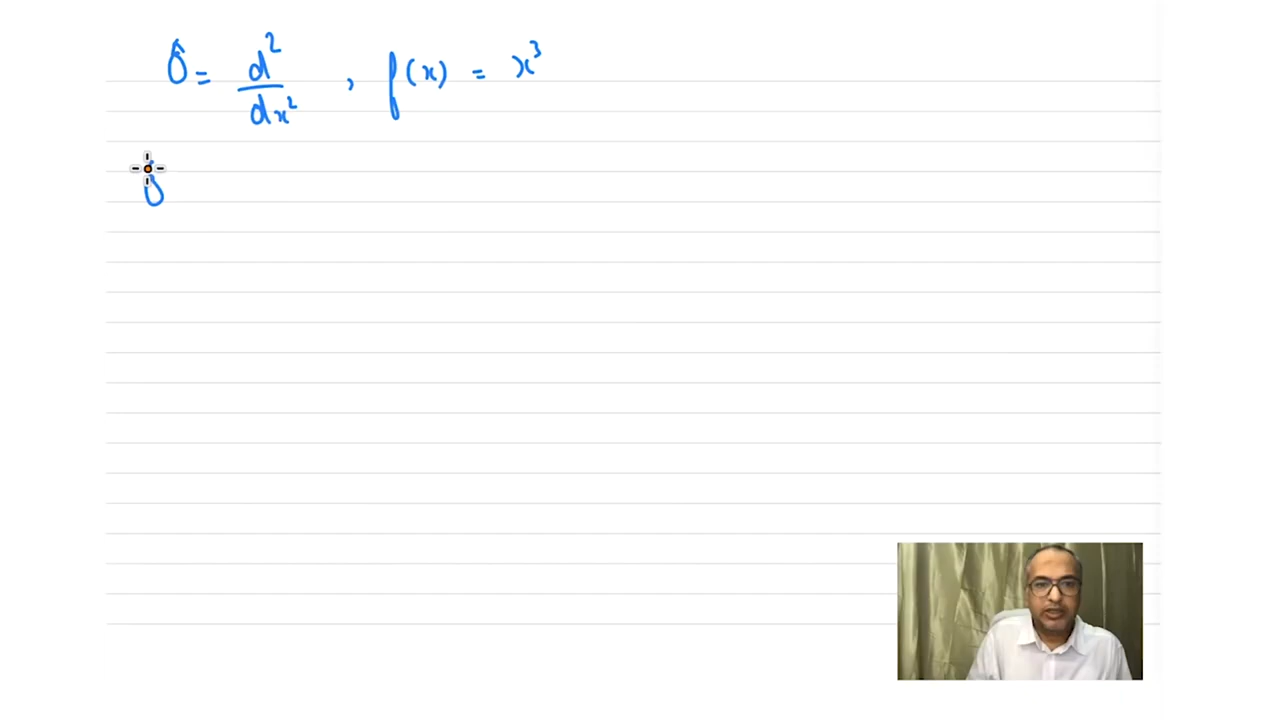 Ô = d²/dx² , f(x) = x³
Ô